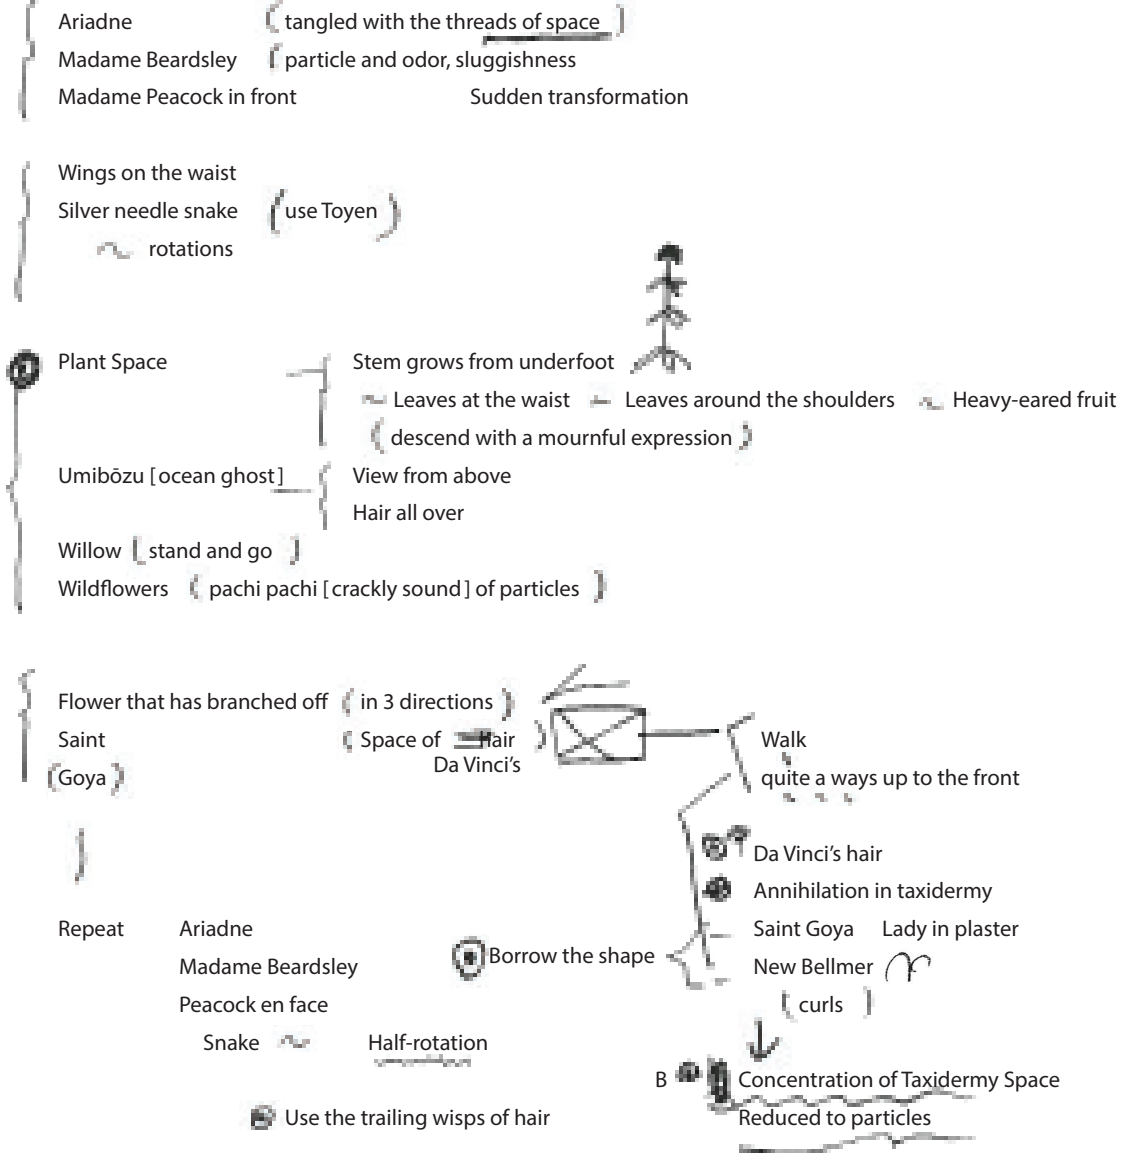 Ariadne (tangled with the threads of space)
Madame Beardsley (particle and odor, sluggishness
Madame Peacock in front Sudden transformation
Wings on the waist
Silver needle snake (use Toyen)
~ rotations
Plant Space Stem grows from underfoot
~ Leaves at the waist – Leaves around the shoulders ~ Heavy-eared fruit
(descend with a mournful expression)
Umibōzu [ocean ghost] View from above
Hair all over
Willow (stand and go)
Wildflowers (pachi pachi [crackly sound] of particles)
Flower that has branched off (in 3 directions)
Saint (Space of Hair)
Da Vinci's
(Goya)
Walk
quite a ways up to the front
Da Vinci's hair
Annihilation in taxidermy
Repeat Ariadne
Madame Beardsley
Peacock en face
Snake ~ Half-rotation
Use the trailing wisps of hair
Borrow the shape
Saint Goya Lady in plaster
New Bellmer
(curls)
B Concentration of Taxidermy Space
Reduced to particles